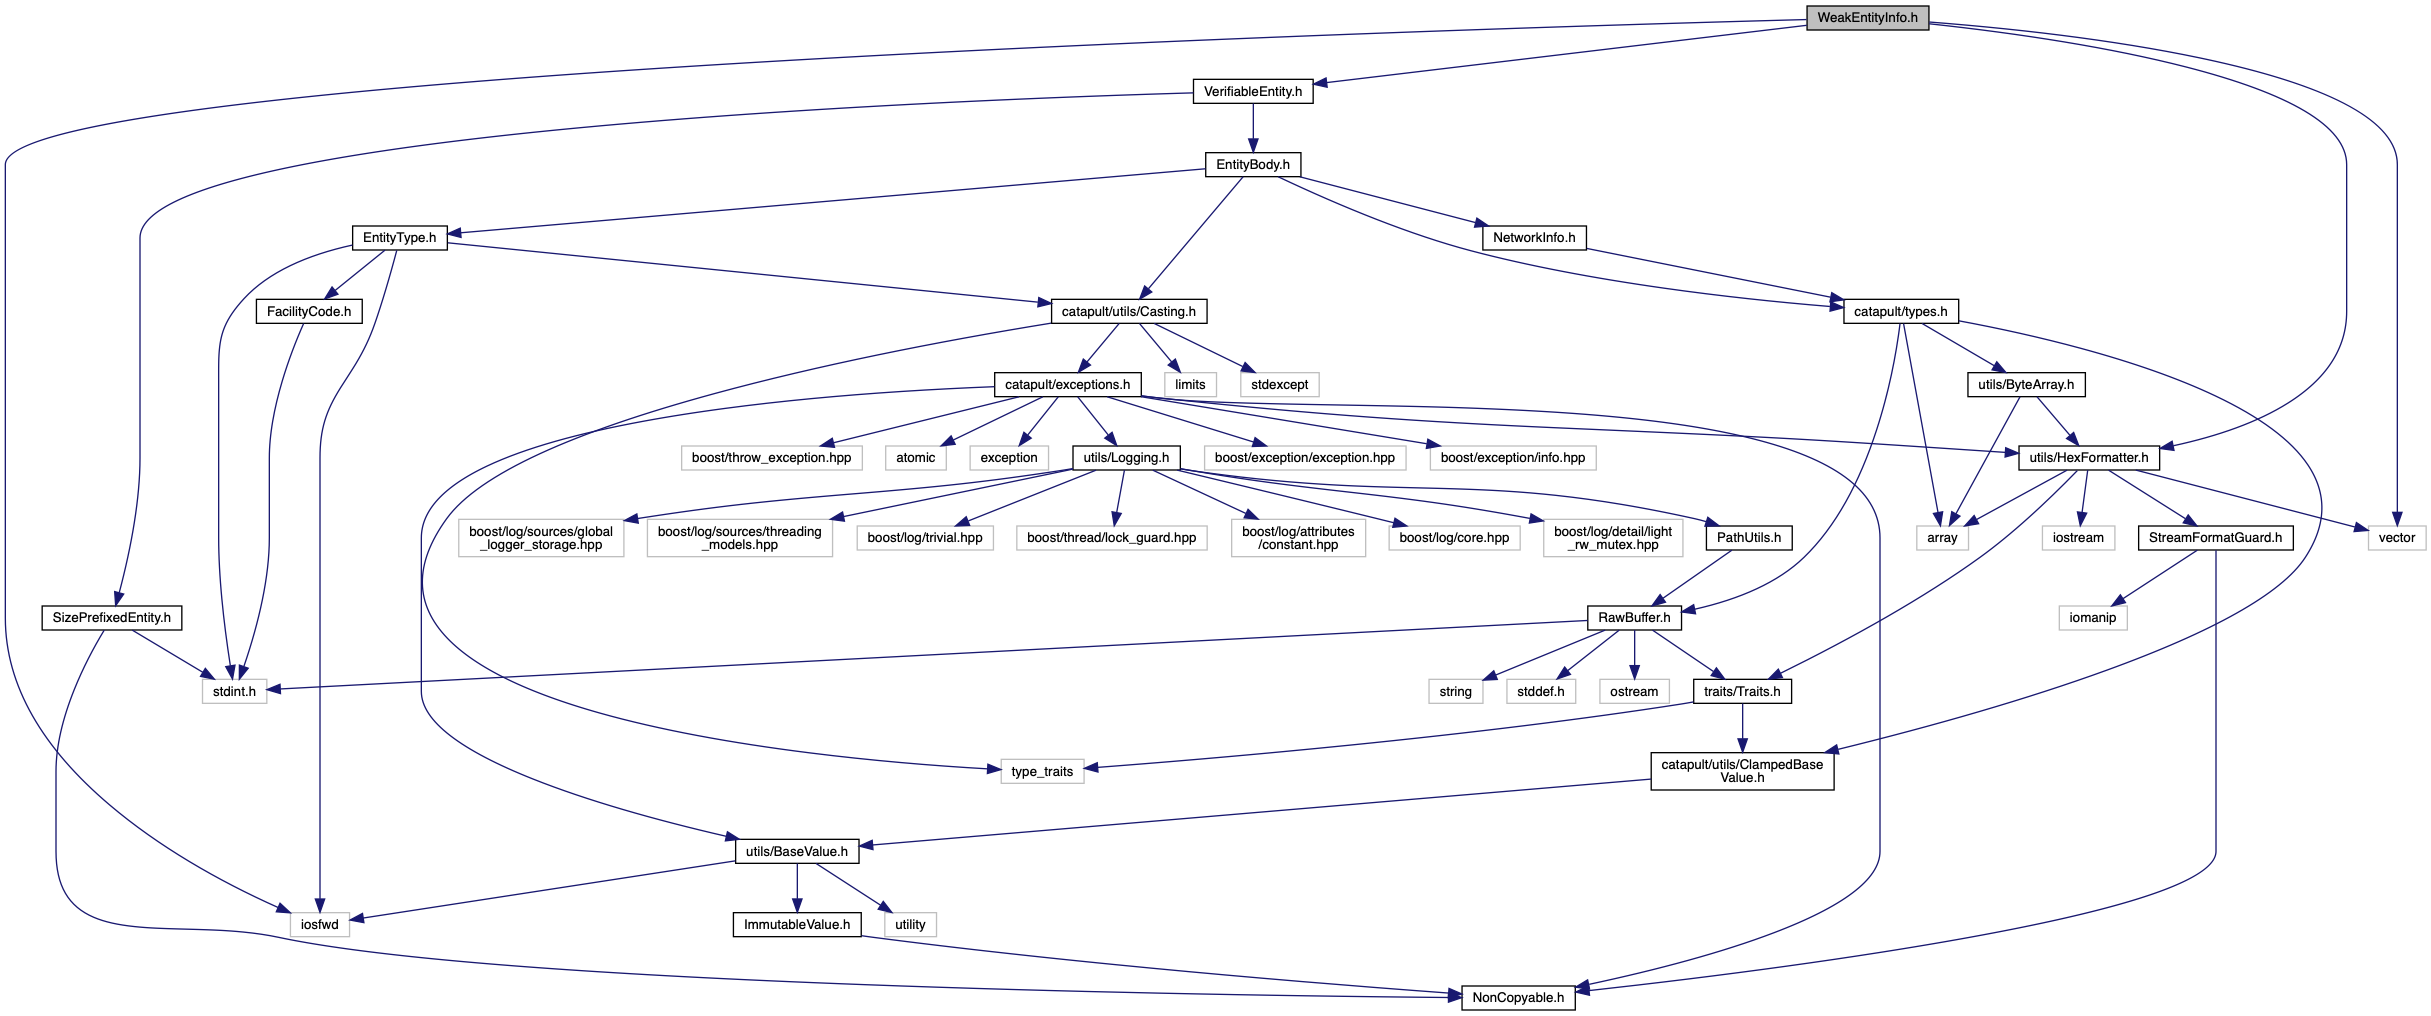 WeakEntityInfo.h
VerifiableEntity.h
EntityBody.h
EntityType.h
NetworkInfo.h
FacilityCode.h
catapult/utils/Casting.h
catapult/types.h
catapult/exceptions.h
limits
stdexcept
utils/ByteArray.h
boost/throw_exception.hpp
atomic
exception
utils/Logging.h
boost/exception/exception.hpp
boost/exception/info.hpp
utils/HexFormatter.h
boost/log/sources/global
_logger_storage.hpp
boost/log/sources/threading
_models.hpp
boost/log/trivial.hpp
boost/thread/lock_guard.hpp
boost/log/attributes
/constant.hpp
boost/log/core.hpp
boost/log/detail/light
_rw_mutex.hpp
PathUtils.h
array
iostream
StreamFormatGuard.h
vector
SizePrefixedEntity.h
RawBuffer.h
iomanip
stdint.h
string
stddef.h
ostream
traits/Traits.h
type_traits
catapult/utils/ClampedBase
Value.h
utils/BaseValue.h
iosfwd
ImmutableValue.h
utility
NonCopyable.h